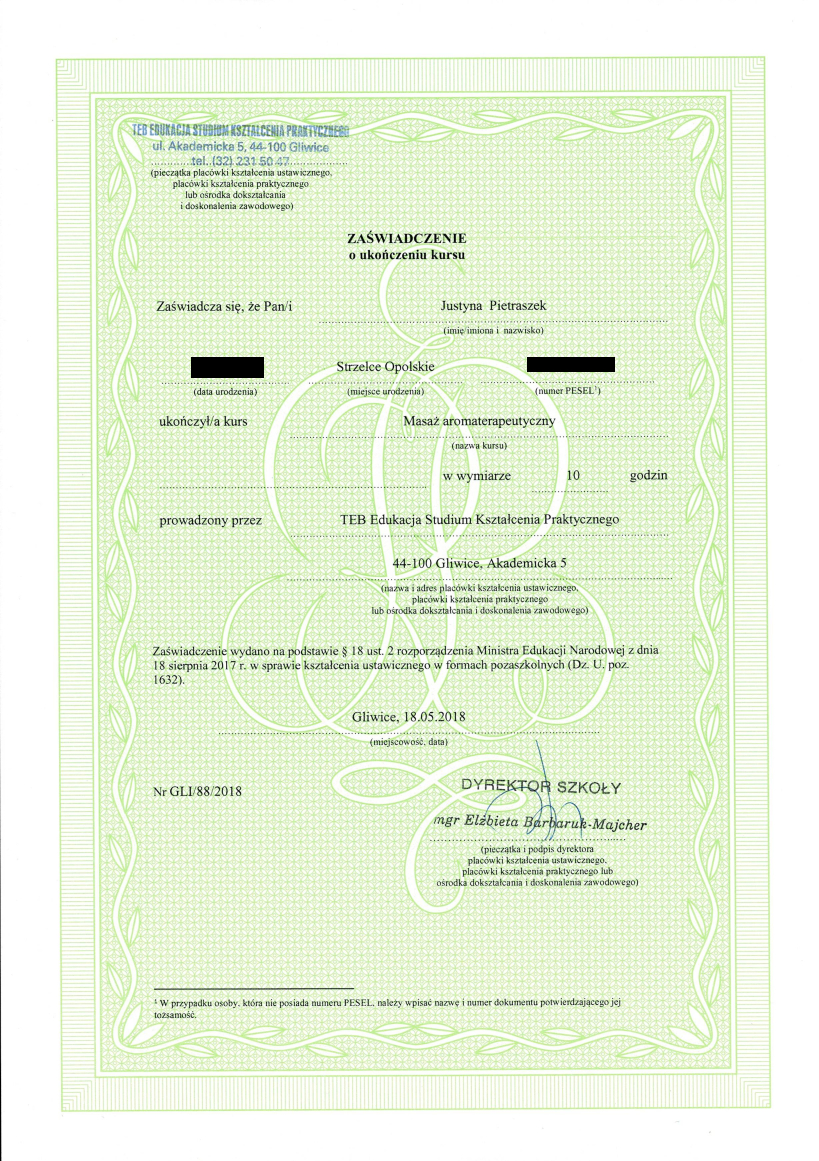 TEB EDUKACJA STUDIUM KSZTAŁCENIA PRAKTYCZNEGO
ul. Akademicka 5, 44-100 Gliwice
tel. (32) 231 50 47
(pieczątka placówki kształcenia ustawicznego,
placówki kształcenia praktycznego
lub ośrodka dokształcania
i doskonalenia zawodowego)
ZAŚWIADCZENIE
o ukończeniu kursu
Zaświadcza się, że Pan/i Justyna Pietraszek
(imię/imiona i nazwisko)
Strzelce Opolskie
(data urodzenia) (miejsce urodzenia) (numer PESEL¹)
ukończył/a kurs Masaż aromaterapeutyczny
(nazwa kursu)
w wymiarze 10 godzin
prowadzony przez TEB Edukacja Studium Kształcenia Praktycznego
44-100 Gliwice, Akademicka 5
(nazwa i adres placówki kształcenia ustawicznego,
placówki kształcenia praktycznego
lub ośrodka dokształcania i doskonalenia zawodowego)
Zaświadczenie wydano na podstawie § 18 ust. 2 rozporządzenia Ministra Edukacji Narodowej z dnia
18 sierpnia 2017 r. w sprawie kształcenia ustawicznego w formach pozaszkolnych (Dz. U. poz.
1632).
Gliwice, 18.05.2018
(miejscowość, data)
Nr GLI/88/2018
DYREKTOR SZKOŁY
mgr Elżbieta Barbaruk-Majcher
(pieczątka i podpis dyrektora
placówki kształcenia ustawicznego,
placówki kształcenia praktycznego lub
ośrodka dokształcania i doskonalenia zawodowego)
¹ W przypadku osoby, która nie posiada numeru PESEL, należy wpisać nazwę i numer dokumentu potwierdzającego jej
tożsamość.